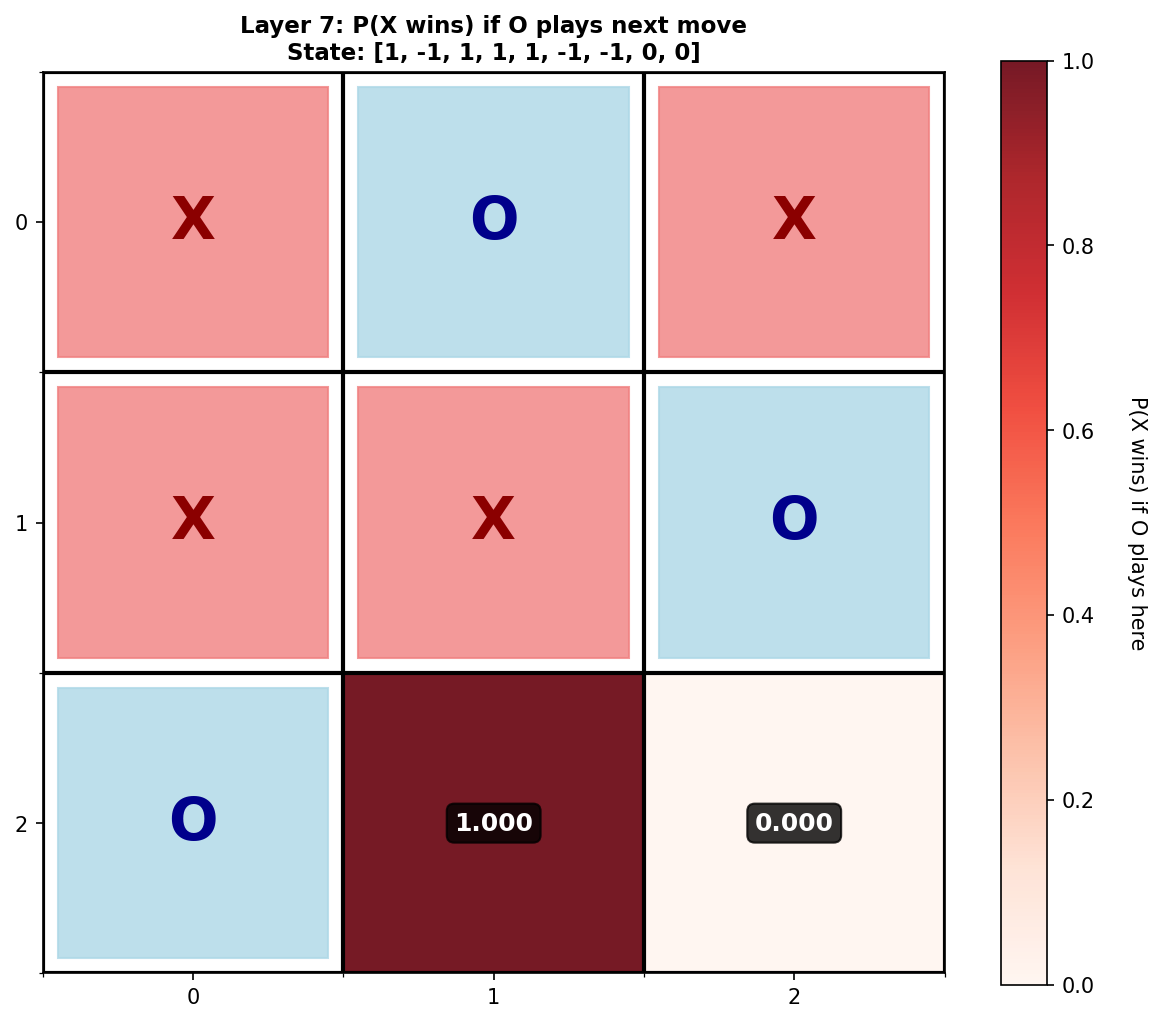 Layer 7: P(X wins) if O plays next move
State: [1, -1, 1, 1, 1, -1, -1, 0, 0]
0
X
O
X
1
X
X
O
2
O
1.000
0.000
0
1
2
1.0
0.8
0.6
0.4
0.2
0.0
P(X wins) if O plays here